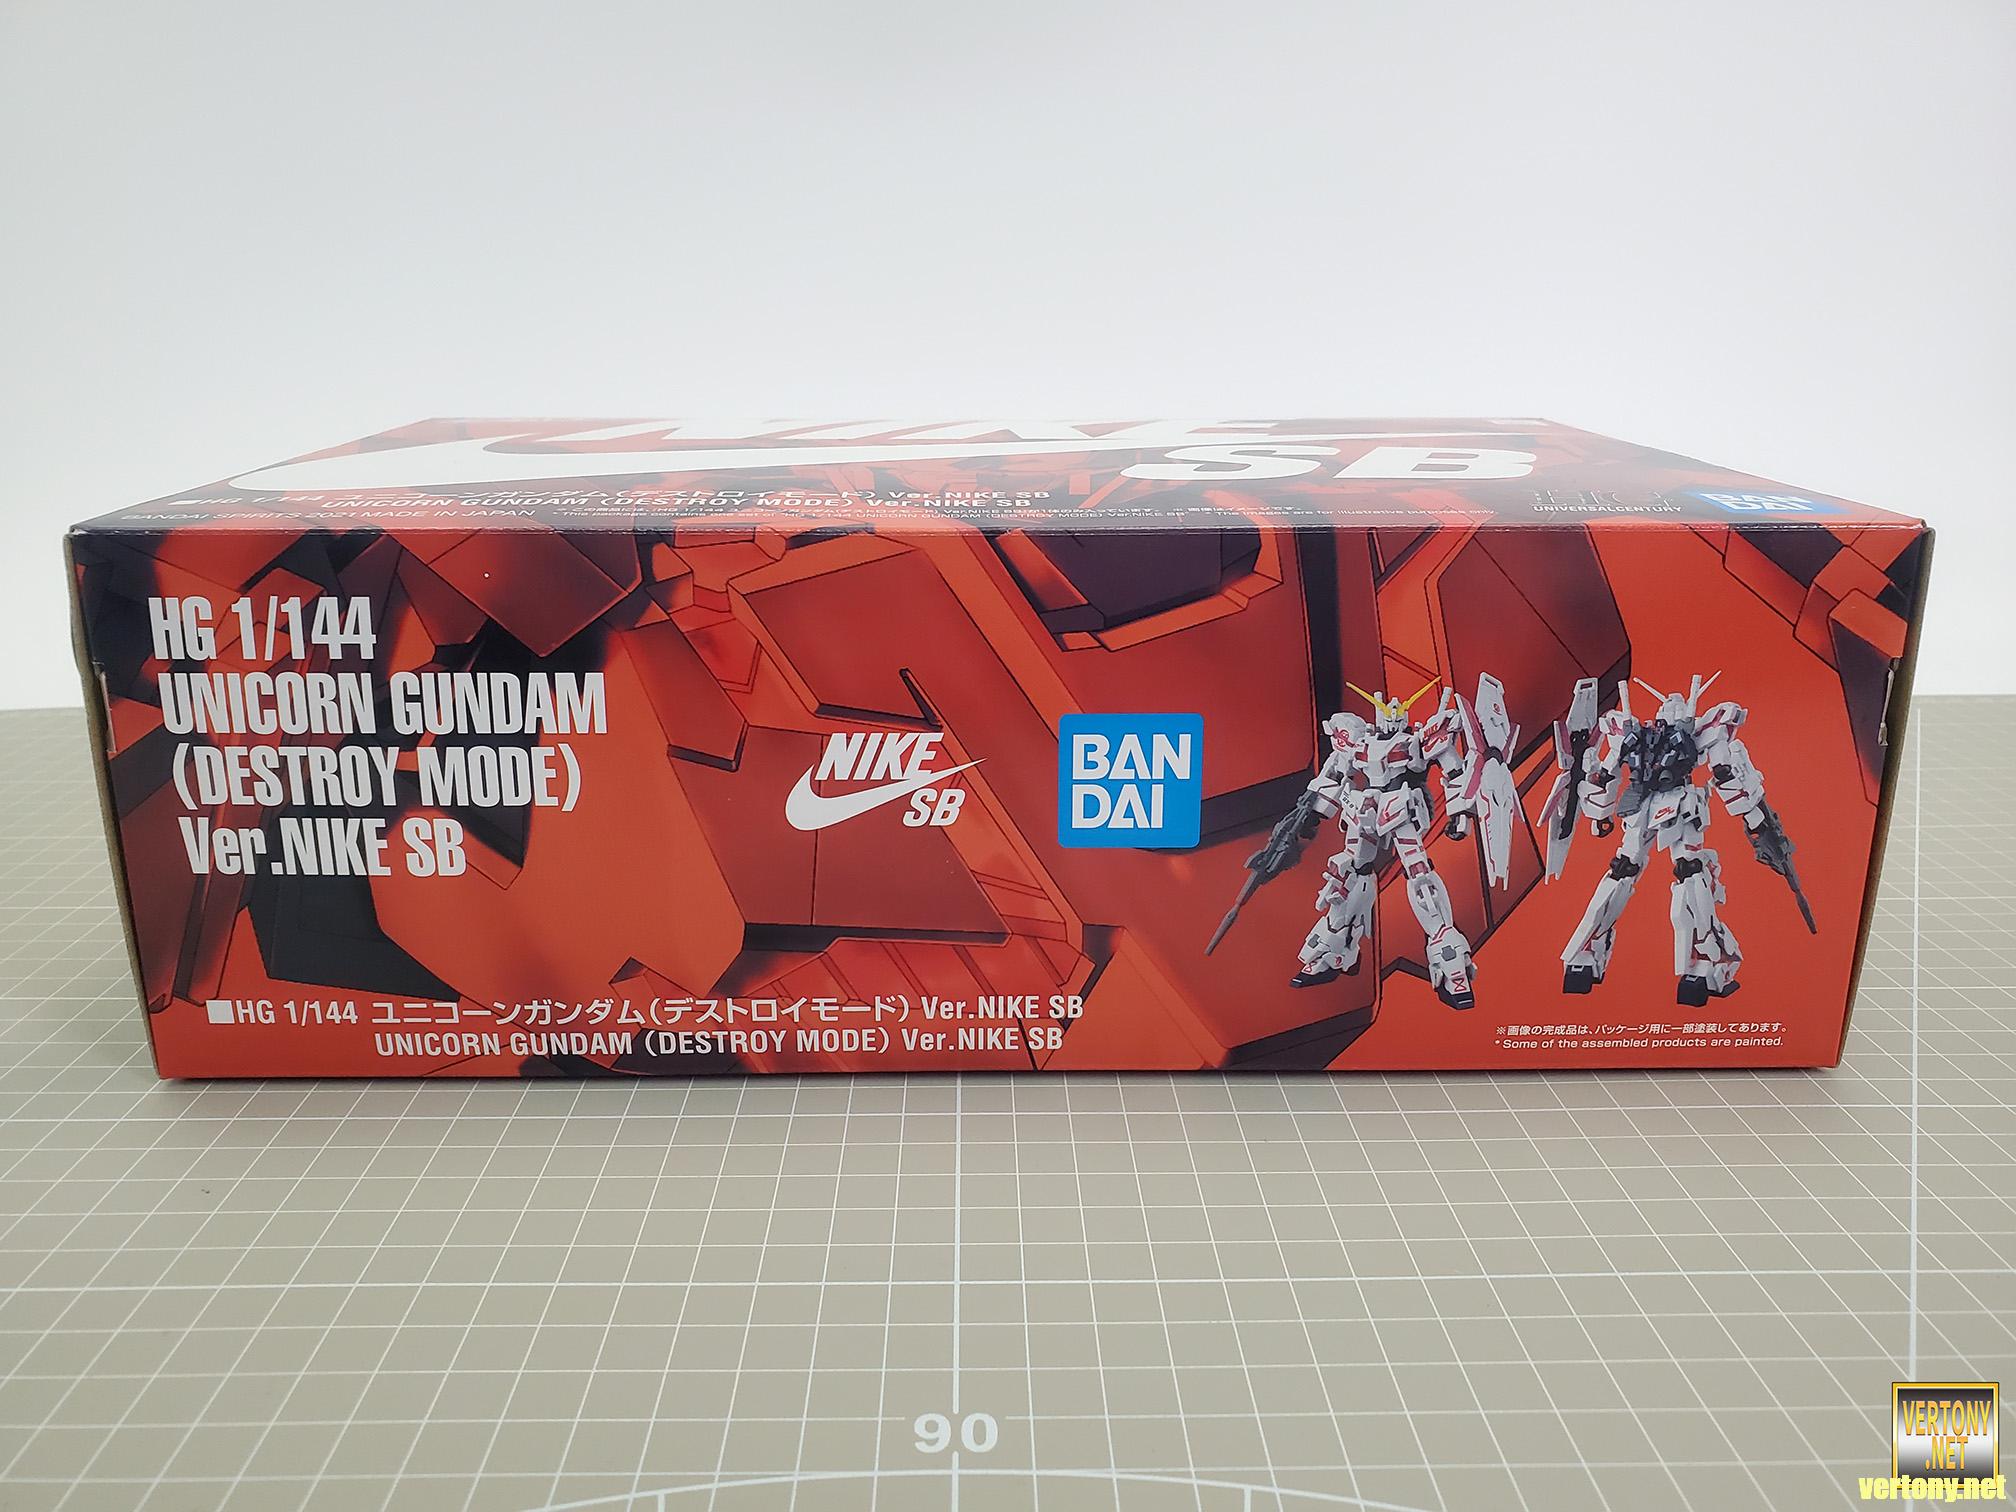 NIKE
SB
■HG 1/144 ユニコーンガンダム（デストロイモード）Ver.NIKE SB
UNICORN GUNDAM（DESTROY MODE）Ver.NIKE SB
BANDAI SPIRITS 2021 MADE IN JAPAN
UNIVERSAL CENTURY
BAN
DAI
HG 1/144
UNICORN GUNDAM
(DESTROY MODE)
Ver.NIKE SB
NIKE
SB
BAN
DAI
■HG 1/144 ユニコーンガンダム（デストロイモード）Ver.NIKE SB
UNICORN GUNDAM（DESTROY MODE）Ver.NIKE SB
※画像の完成品は、パッケージ用に一部塗装してあります。
* Some of the assembled products are painted.
90
VERTONY
.NET
vertony.net